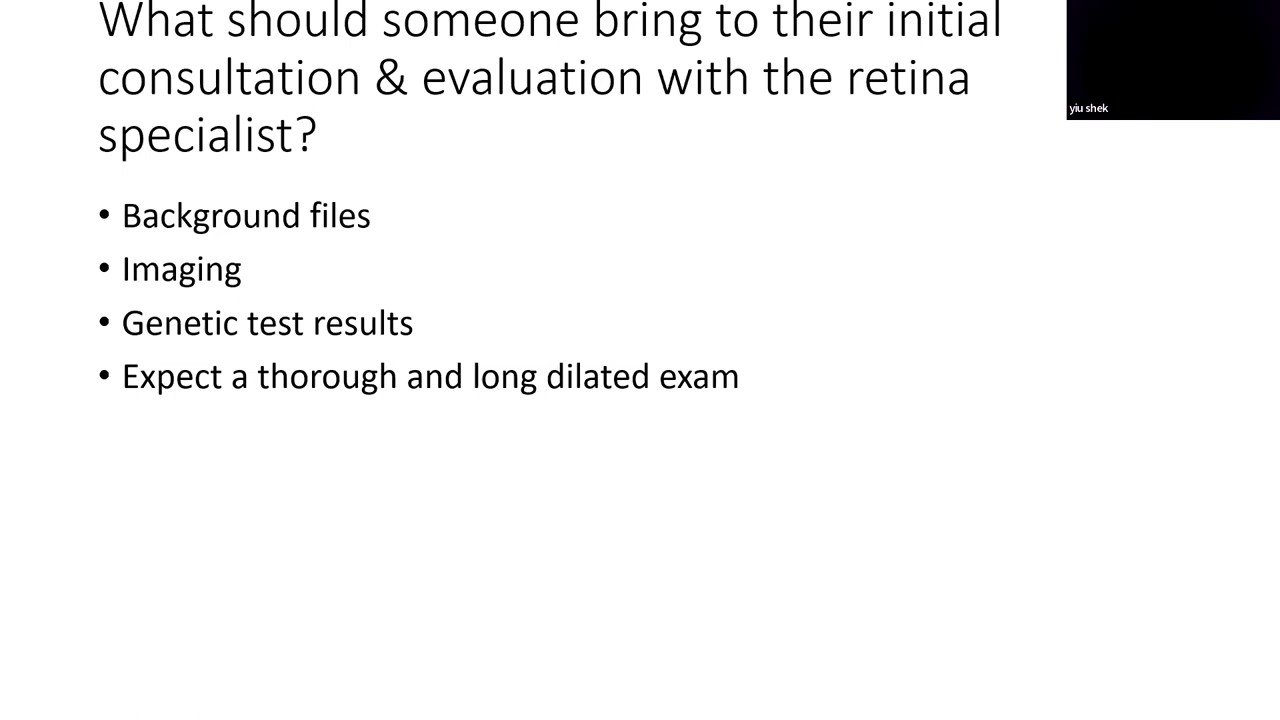 What should someone bring to their initial
consultation & evaluation with the retina
specialist?
yiu shek
• Background files
• Imaging
• Genetic test results
• Expect a thorough and long dilated exam